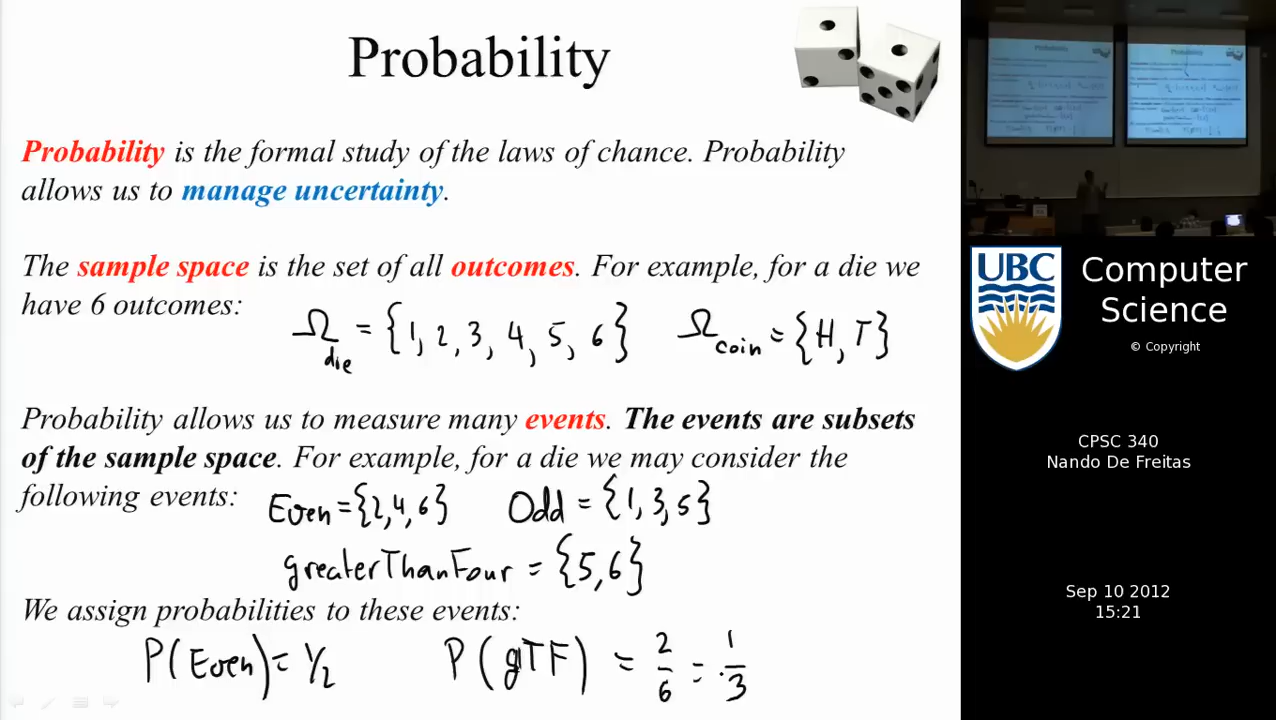 Probability
Probability is the formal study of the laws of chance. Probability
allows us to manage uncertainty.
The sample space is the set of all outcomes. For example, for a die we
have 6 outcomes:
Ω die = {1, 2, 3, 4, 5, 6} Ω coin = {H, T}
Probability allows us to measure many events. The events are subsets
of the sample space. For example, for a die we may consider the
following events:
Even = {2, 4, 6} Odd = {1, 3, 5}
greaterThanFour = {5, 6}
We assign probabilities to these events:
P(Even) = 1/2 P(gTF) = 2/6 = 1/3
UBC
Computer
Science
© Copyright
CPSC 340
Nando De Freitas
Sep 10 2012
15:21